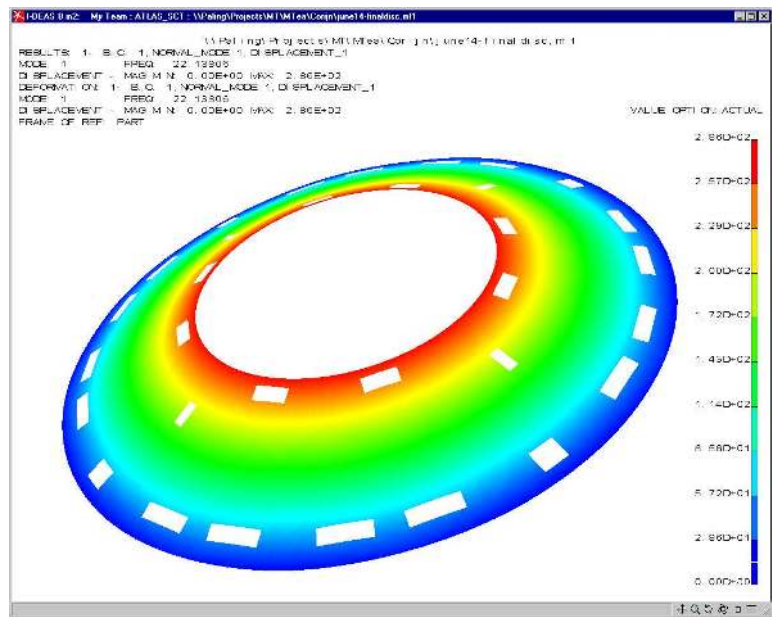 I-DEAS 8 m2: My Team : ATLAS_SCT : \\Paling\Projects\MT\MTea\Corijn\june14-finaldisc.mf1
\\Paling\Projects\MT\MTea\Corijn\june14-finaldisc.mf1
RESULTS: 1- B.C. 1,NORMAL_MODE 1,DISPLACEMENT_1
MODE: 1 FREQ: 22.13806
DISPLACEMENT - MAG MIN: 0.00E+00 MAX: 2.86E+02
DEFORMATION: 1- B.C. 1,NORMAL_MODE 1,DISPLACEMENT_1
MODE: 1 FREQ: 22.13806
DISPLACEMENT - MAG MIN: 0.00E+00 MAX: 2.86E+02
FRAME OF REF: PART
VALUE OPTION:ACTUAL
2.86D+02
2.57D+02
2.29D+02
2.00D+02
1.72D+02
1.43D+02
1.14D+02
8.58D+01
5.72D+01
2.86D+01
0.00D+00